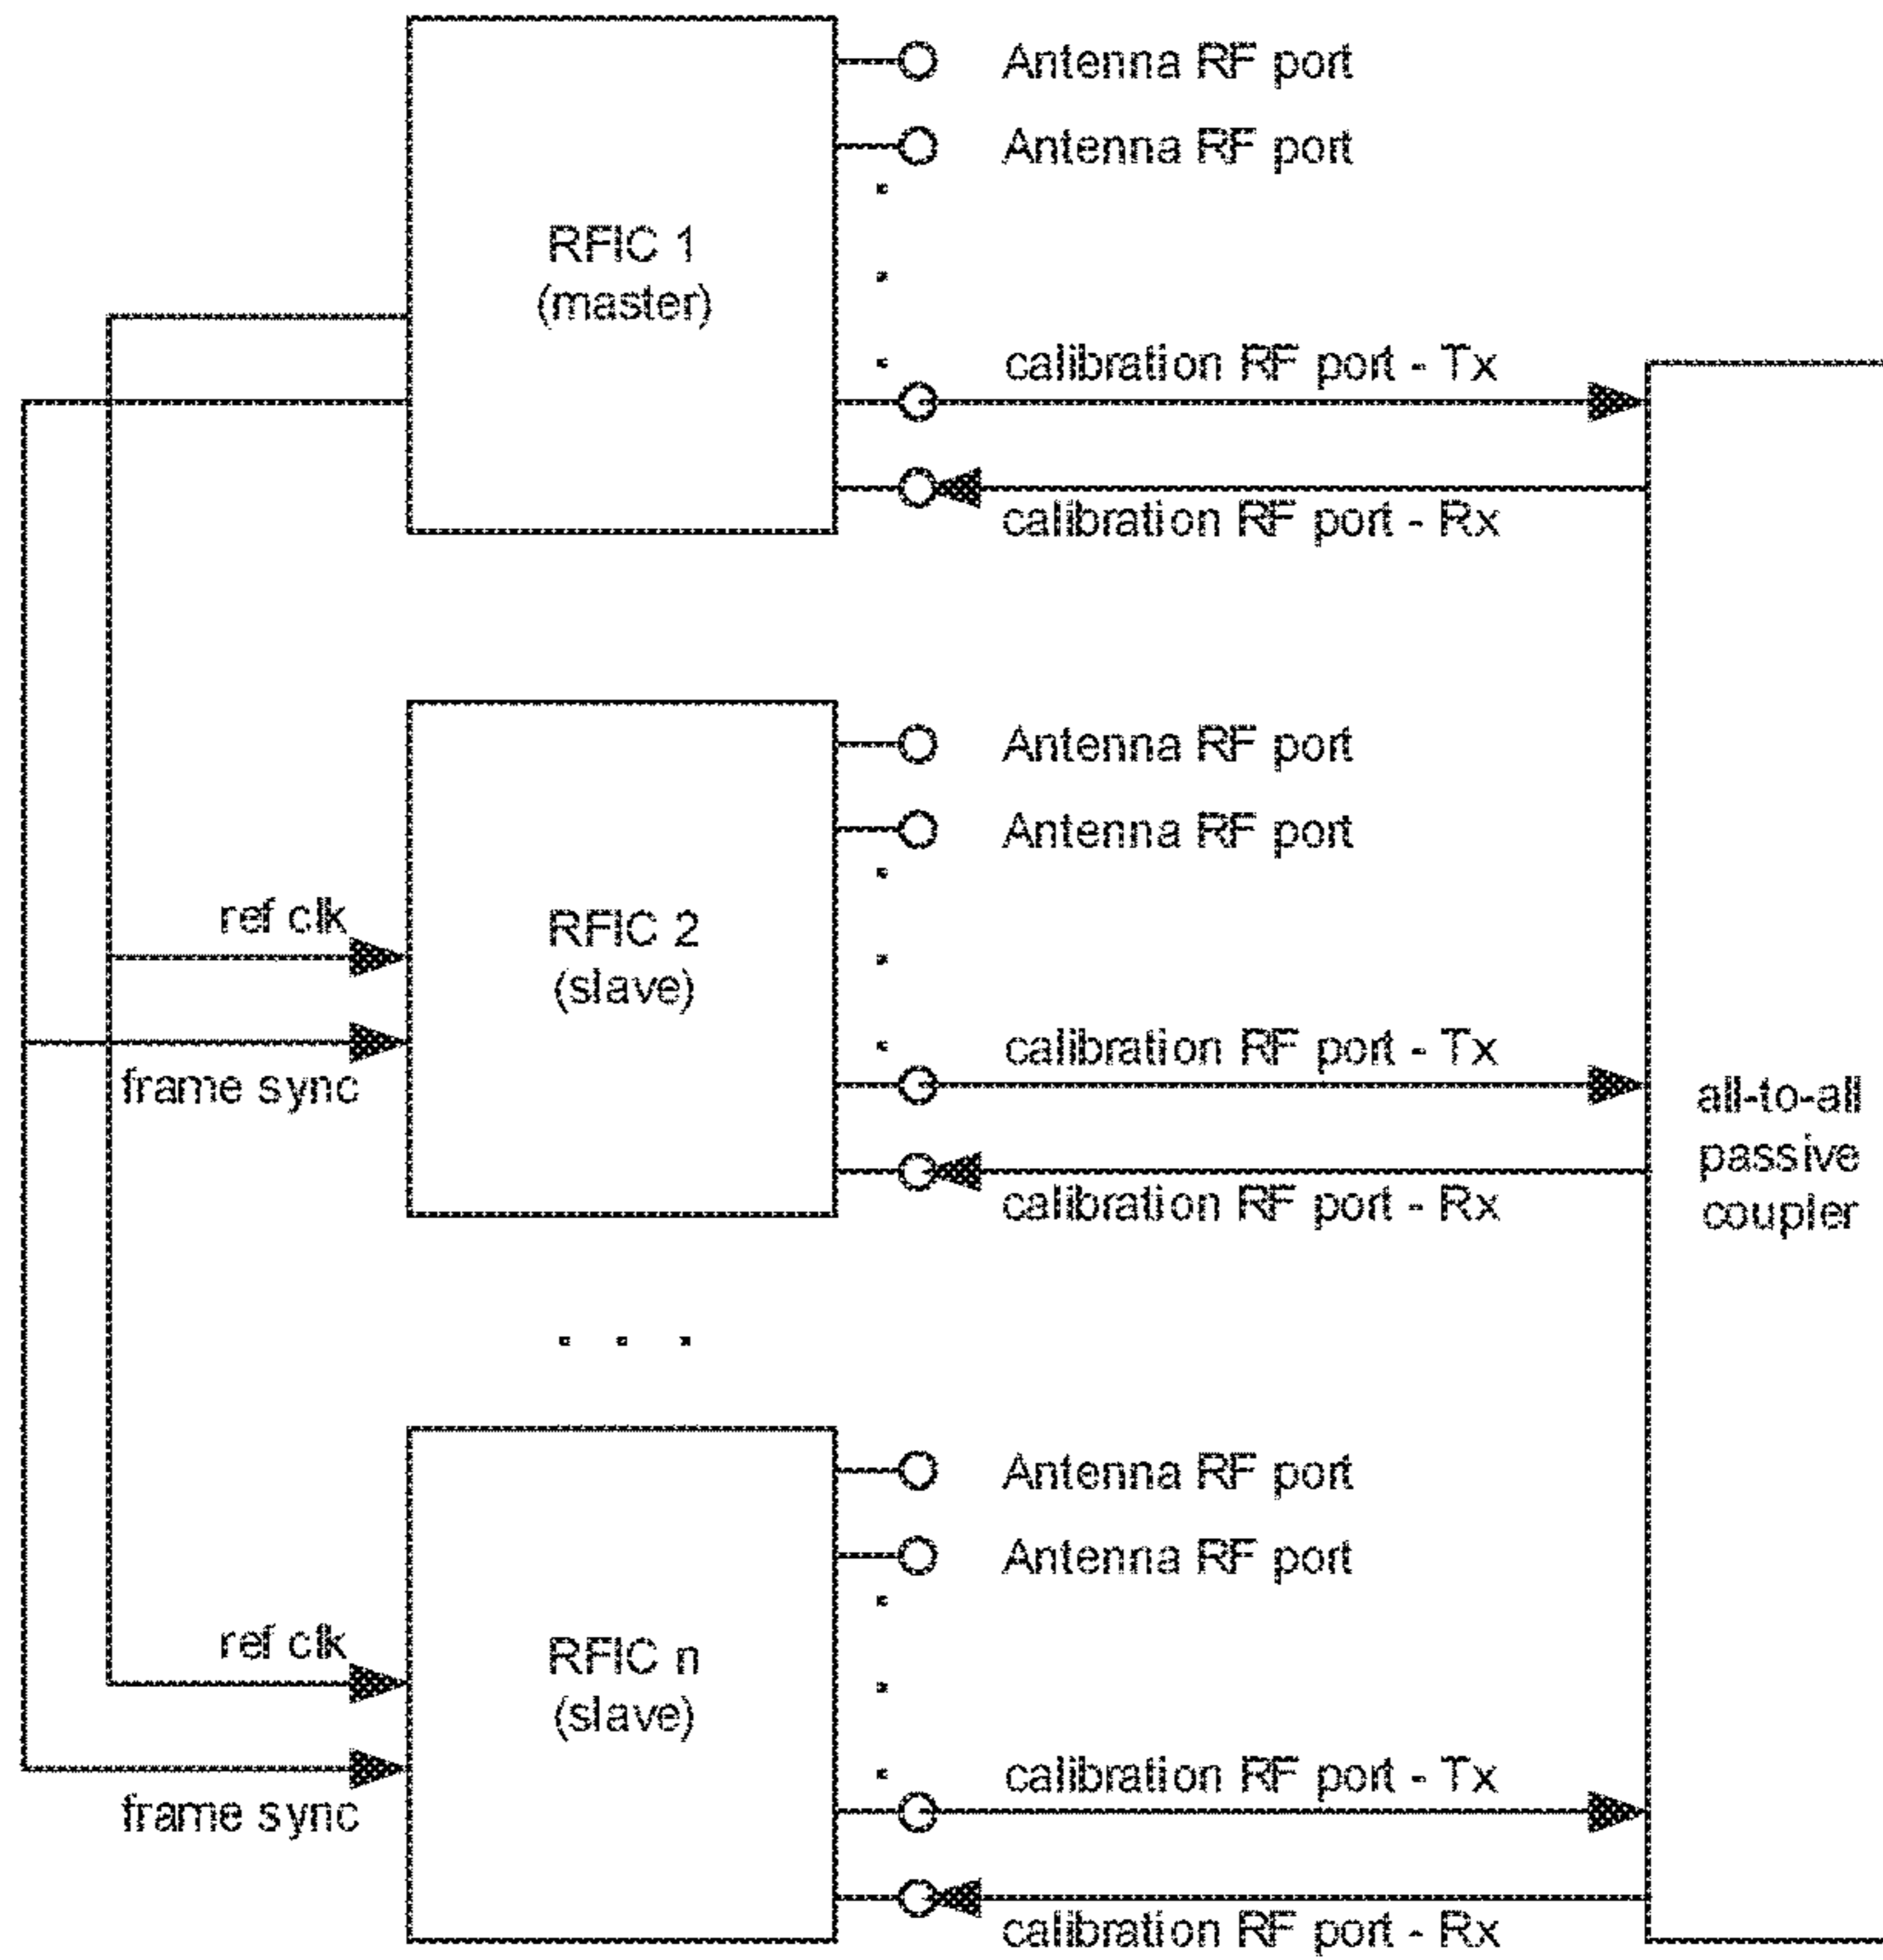 Antenna RF port
Antenna RF port
RFIC 1
(master)
calibration RF port - Tx
calibration RF port - Rx
Antenna RF port
Antenna RF port
ref clk
RFIC 2
(slave)
calibration RF port - Tx
frame sync
all-to-all
passive
coupler
calibration RF port - Rx
. . .
Antenna RF port
Antenna RF port
ref clk
RFIC n
(slave)
calibration RF port - Tx
frame sync
calibration RF port - Rx